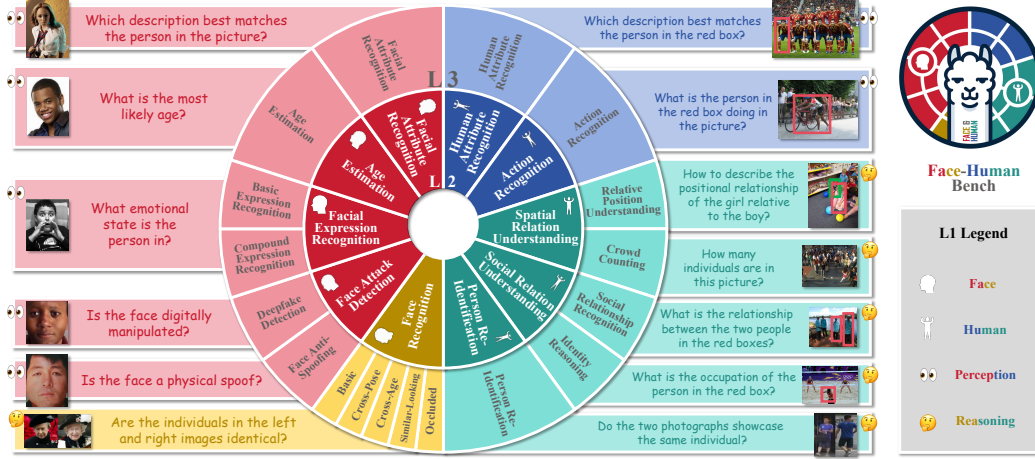 Which description best matches
the person in the picture?
What is the most
likely age?
What emotional
state is the
person in?
Is the face digitally
manipulated?
Is the face a physical spoof?
Are the individuals in the left
and right images identical?
L3
Facial
Attribute
Recognition
Age
Estimation
Basic
Expression
Recognition
Compound
Expression
Recognition
Deepfake
Detection
Face Anti-
Spoofing
Basic
Cross-Pose
Cross-Age
Similar-Looking
Occluded
Human
Attribute
Recognition
Action
Recognition
Relative
Position
Understanding
Crowd
Counting
Social
Relationship
Recognition
Identity
Reasoning
Person Re-
Identification
L2
Facial
Attribute
Recognition
Age
Estimation
Facial
Expression
Recognition
Face Attack
Detection
Face
Recognition
Human
Attribute
Recognition
Action
Recognition
Spatial
Relation
Understanding
Social Relation
Understanding
Person Re-
Identification
Which description best matches
the person in the red box?
What is the person in
the red box doing in
the picture?
How to describe the
positional relationship
of the girl relative
to the boy?
How many
individuals are in
this picture?
What is the relationship
between the two people
in the red boxes?
What is the occupation of the
person in the red box?
Do the two photographs showcase
the same individual?
FACE &
HUMAN
Face-Human
Bench
L1 Legend
Face
Human
Perception
Reasoning